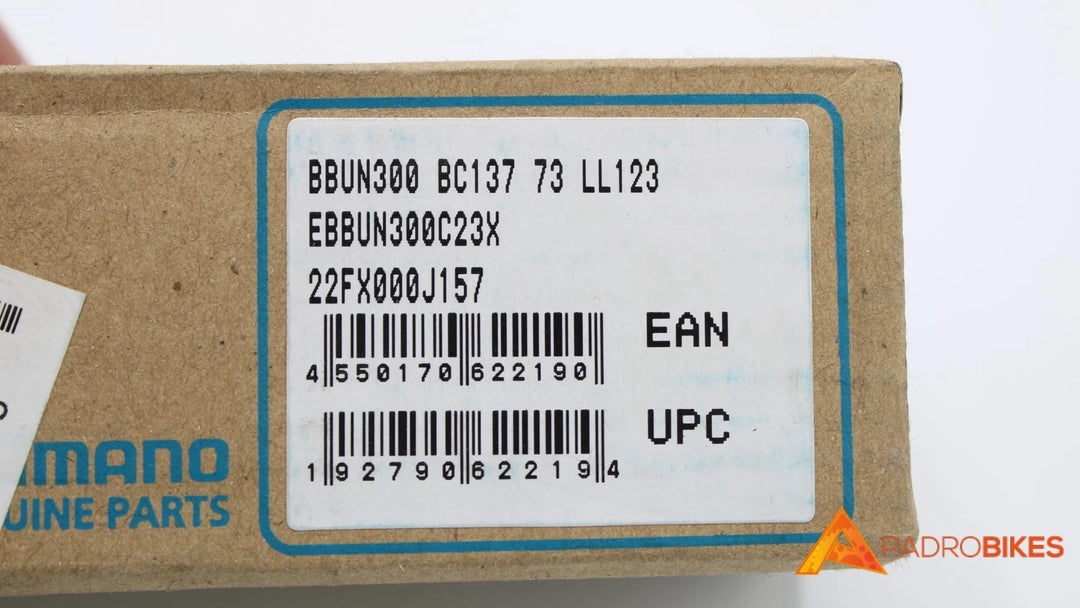 BBUN300 BC137 73 LL123
EBBUN300C23X
22FX000J157
4 550170 622190
EAN
1 92790 62219 4
UPC
IMANO
UINE PARTS
PADROBIKES